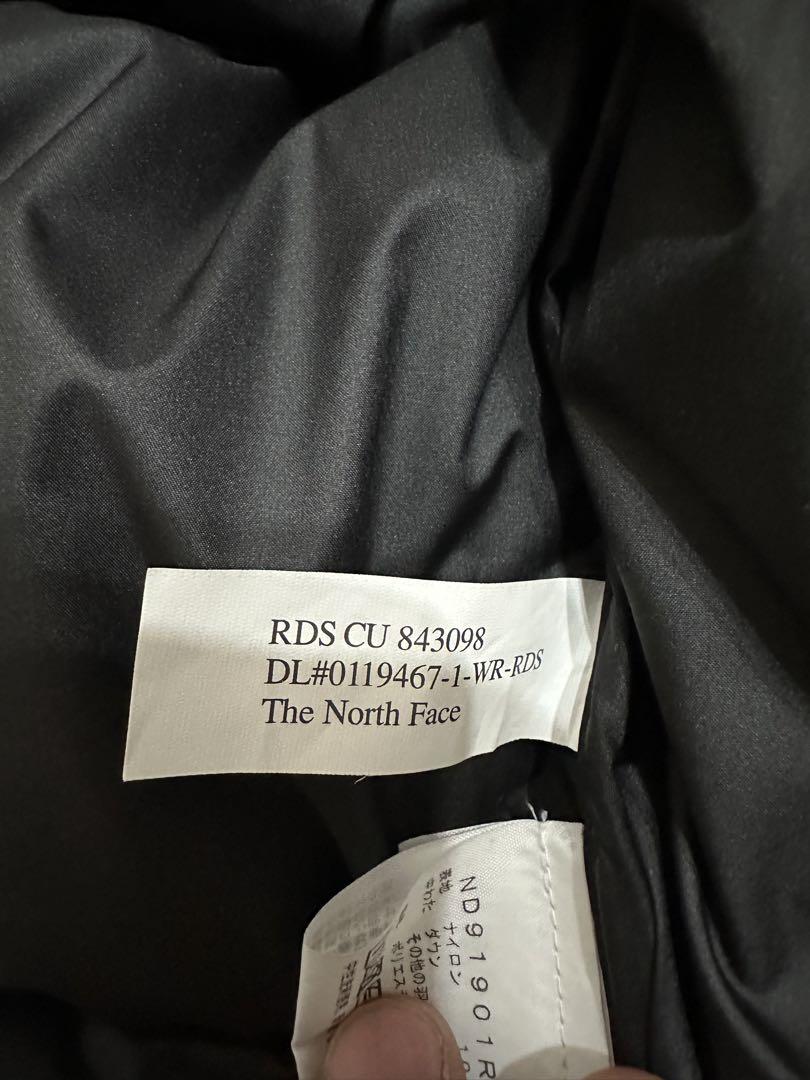 RDS CU 843098
DL#0119467-1-WR-RDS
The North Face
ND91901R
表地 ナイロン
中わた ダウン
その他の羽
ポリエス